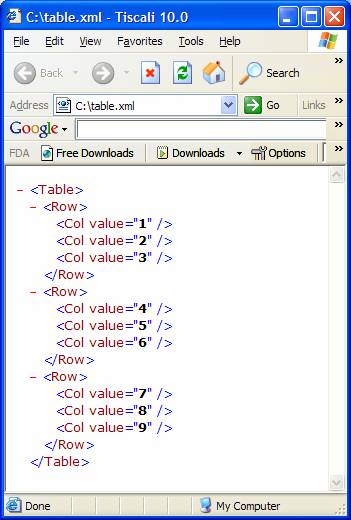 C:\table.xml - Tiscali 10.0
File Edit View Favorites Tools Help »
Back Search »
Address C:\table.xml Go Links »
Google »
FDA Free Downloads Downloads Options »
- <Table>
- <Row>
<Col value="1" />
<Col value="2" />
<Col value="3" />
</Row>
- <Row>
<Col value="4" />
<Col value="5" />
<Col value="6" />
</Row>
- <Row>
<Col value="7" />
<Col value="8" />
<Col value="9" />
</Row>
</Table>
Done My Computer